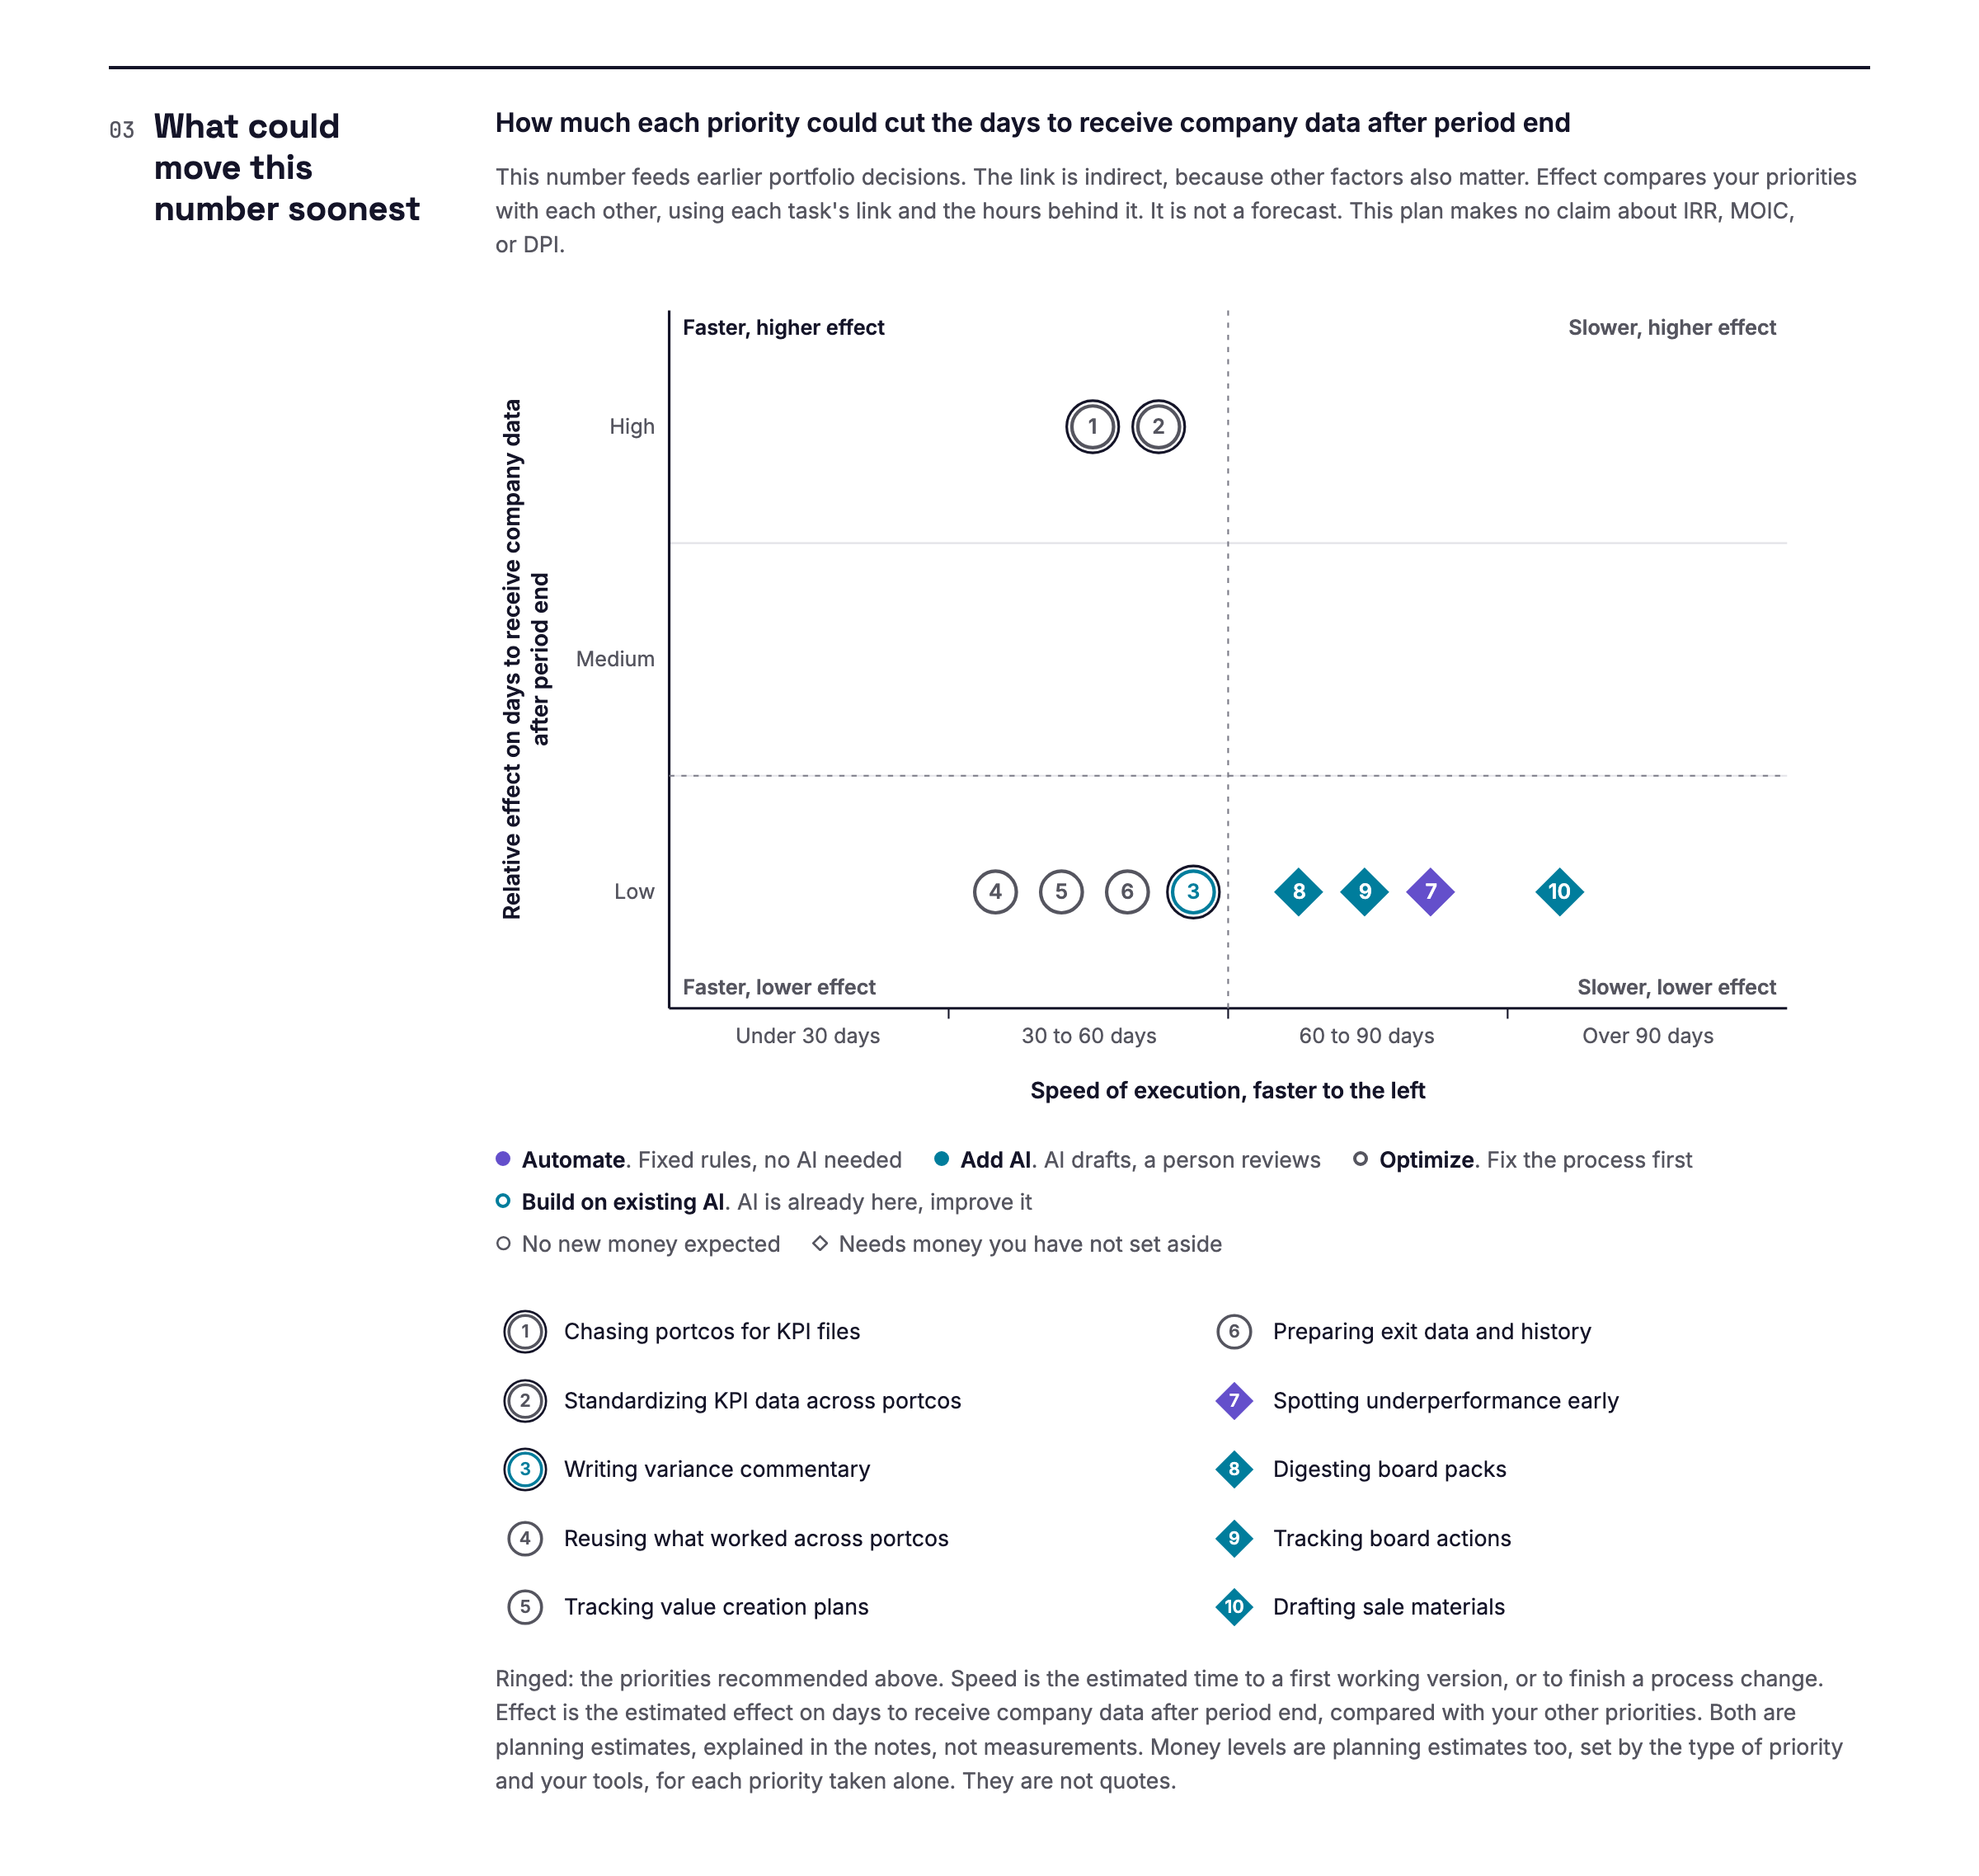 03
What could
move this
number soonest
How much each priority could cut the days to receive company data after period end
This number feeds earlier portfolio decisions. The link is indirect, because other factors also matter. Effect compares your priorities
with each other, using each task's link and the hours behind it. It is not a forecast. This plan makes no claim about IRR, MOIC,
or DPI.
Relative effect on days to receive company data
after period end
Faster, higher effect
Slower, higher effect
High
1
2
Medium
Low
4
5
6
3
8
9
7
10
Faster, lower effect
Slower, lower effect
Under 30 days
30 to 60 days
60 to 90 days
Over 90 days
Speed of execution, faster to the left
Automate. Fixed rules, no AI needed
Add AI. AI drafts, a person reviews
Optimize. Fix the process first
Build on existing AI. AI is already here, improve it
No new money expected
Needs money you have not set aside
1 Chasing portcos for KPI files
2 Standardizing KPI data across portcos
3 Writing variance commentary
4 Reusing what worked across portcos
5 Tracking value creation plans
6 Preparing exit data and history
7 Spotting underperformance early
8 Digesting board packs
9 Tracking board actions
10 Drafting sale materials
Ringed: the priorities recommended above. Speed is the estimated time to a first working version, or to finish a process change.
Effect is the estimated effect on days to receive company data after period end, compared with your other priorities. Both are
planning estimates, explained in the notes, not measurements. Money levels are planning estimates too, set by the type of priority
and your tools, for each priority taken alone. They are not quotes.